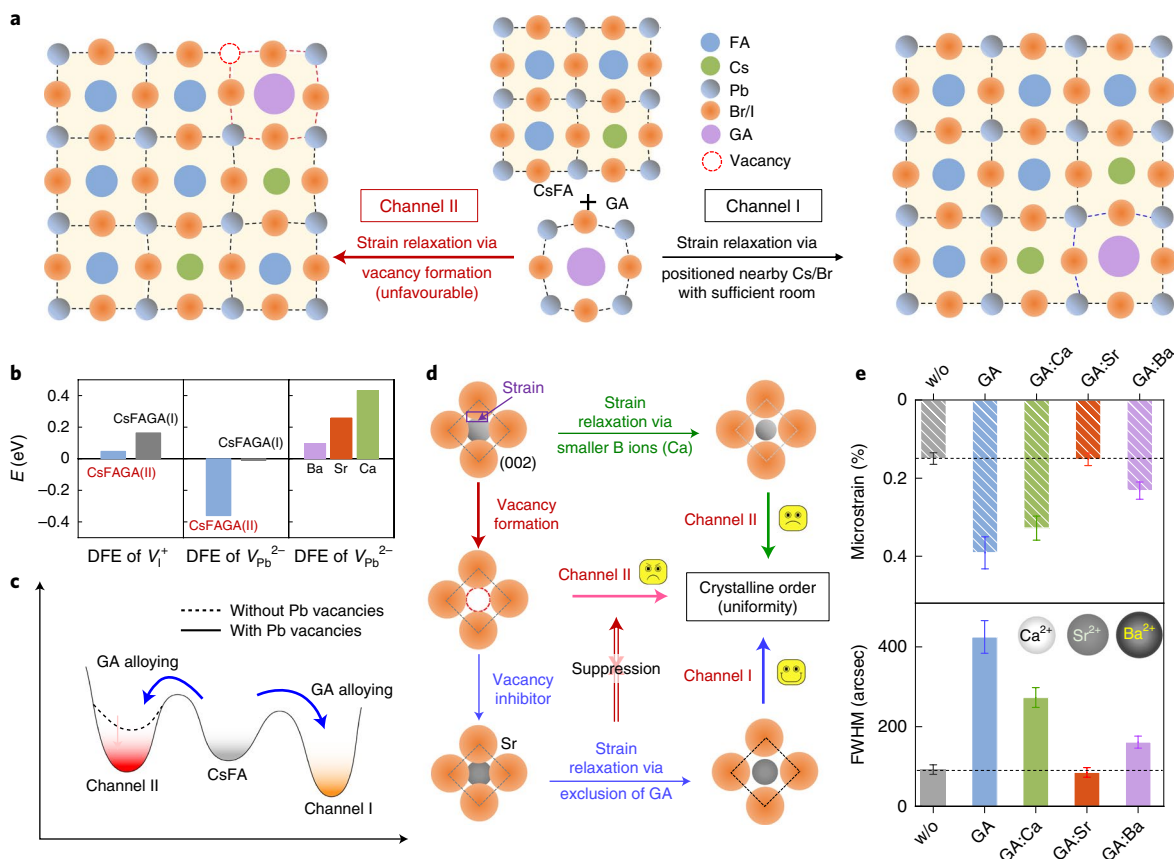 a
FA
Cs
Pb
Br/I
GA
Vacancy
CsFA
+
GA
Channel II
Strain relaxation via
vacancy formation
(unfavourable)
Channel I
Strain relaxation via
positioned nearby Cs/Br
with sufficient room
b
E (eV)
0.4
0.2
0
−0.2
−0.4
CsFAGA(I)
CsFAGA(II)
CsFAGA(I)
CsFAGA(II)
Ba
Sr
Ca
DFE of V_I^+
DFE of V_Pb^2−
DFE of V_Pb^2−
c
Without Pb vacancies
With Pb vacancies
GA alloying
GA alloying
Channel II
CsFA
Channel I
d
Strain
(002)
Strain
relaxation via
smaller B ions (Ca)
Vacancy
formation
Channel II
Channel II
Crystalline order
(uniformity)
Suppression
Vacancy
inhibitor
Channel I
Sr
Strain
relaxation via
exclusion of GA
e
w/o
GA
GA:Ca
GA:Sr
GA:Ba
Microstrain (%)
0
0.2
0.4
Ca2+
Sr2+
Ba2+
FWHM (arcsec)
400
200
0
w/o
GA
GA:Ca
GA:Sr
GA:Ba